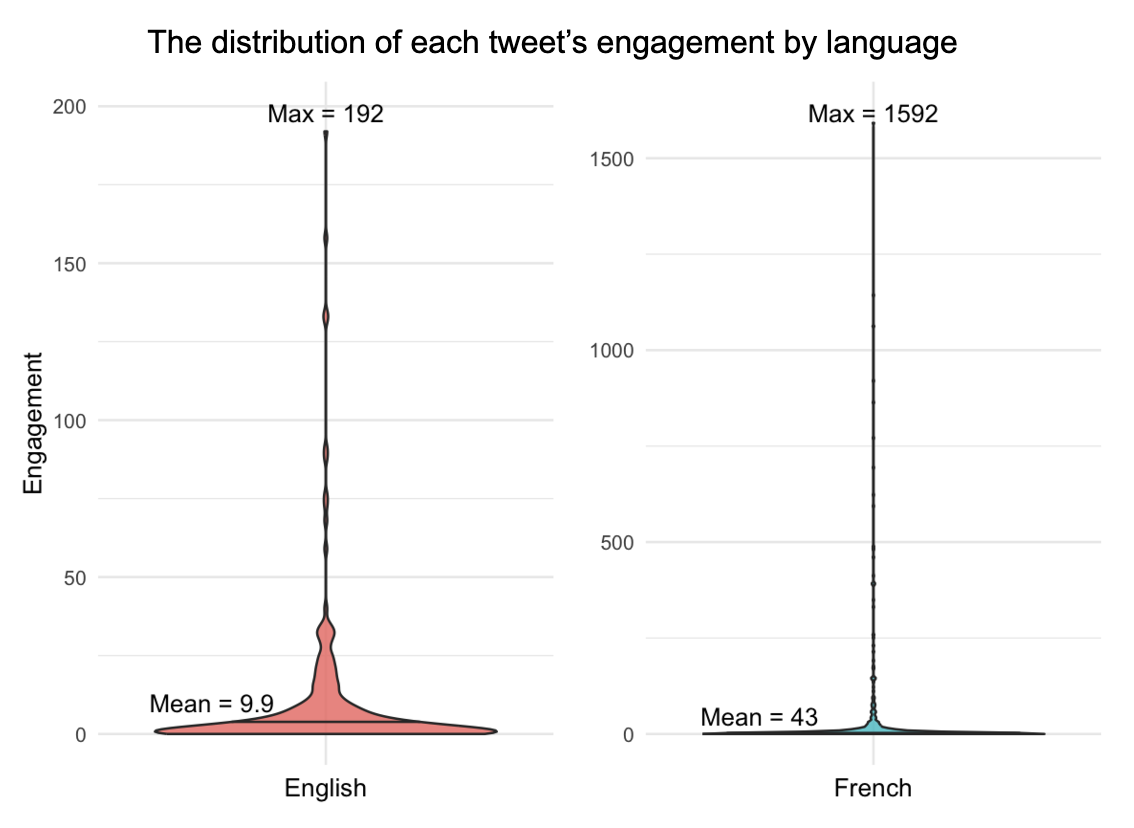 The distribution of each tweet’s engagement by language
Engagement
200
150
100
50
0
Max = 192
Mean = 9.9
English
1500
1000
500
0
Max = 1592
Mean = 43
French